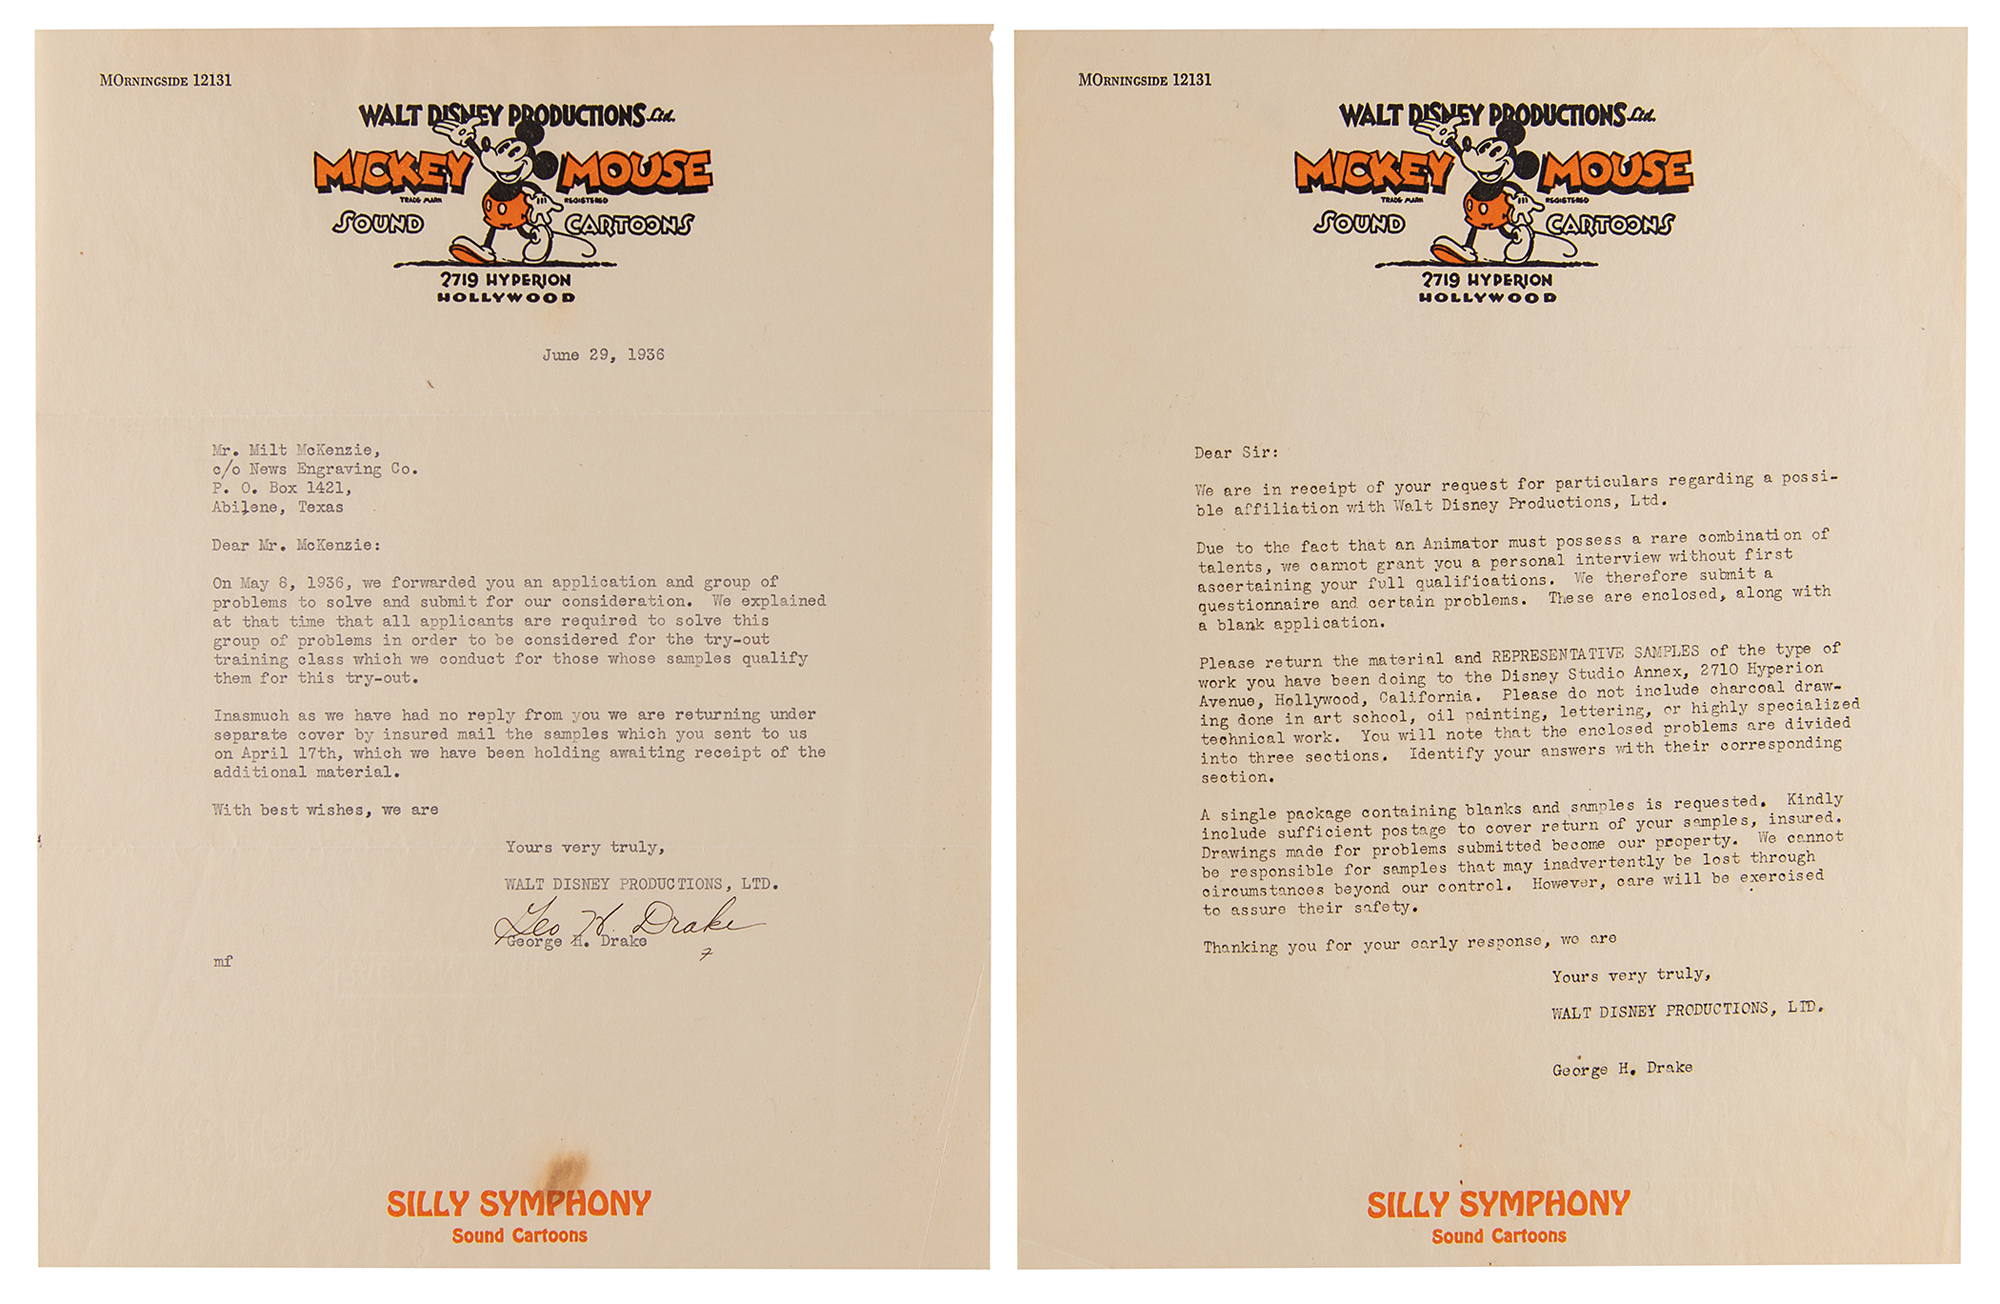 MORNINGSIDE 12131
WALT DISNEY PRODUCTIONS Ltd.
MICKEY MOUSE
TRADE MARK REGISTERED
SOUND CARTOONS
2719 HYPERION
HOLLYWOOD
June 29, 1936
Mr. Milt McKenzie,
c/o News Engraving Co.
P. O. Box 1421,
Abilene, Texas
Dear Mr. McKenzie:
On May 8, 1936, we forwarded you an application and group of
problems to solve and submit for our consideration. We explained
at that time that all applicants are required to solve this
group of problems in order to be considered for the try-out
training class which we conduct for those whose samples qualify
them for this try-out.
Inasmuch as we have had no reply from you we are returning under
separate cover by insured mail the samples which you sent to us
on April 17th, which we have been holding awaiting receipt of the
additional material.
With best wishes, we are
Yours very truly,
WALT DISNEY PRODUCTIONS, LTD.
Geo H. Drake
George H. Drake
mf
SILLY SYMPHONY
Sound Cartoons
MORNINGSIDE 12131
WALT DISNEY PRODUCTIONS Ltd.
MICKEY MOUSE
TRADE MARK REGISTERED
SOUND CARTOONS
2719 HYPERION
HOLLYWOOD
Dear Sir:
We are in receipt of your request for particulars regarding a possi-
ble affiliation with Walt Disney Productions, Ltd.
Due to the fact that an Animator must possess a rare combination of
talents, we cannot grant you a personal interview without first
ascertaining your full qualifications. We therefore submit a
questionnaire and certain problems. These are enclosed, along with
a blank application.
Please return the material and REPRESENTATIVE SAMPLES of the type of
work you have been doing to the Disney Studio Annex, 2710 Hyperion
Avenue, Hollywood, California. Please do not include charcoal draw-
ing done in art school, oil painting, lettering, or highly specialized
technical work. You will note that the enclosed problems are divided
into three sections. Identify your answers with their corresponding
section.
A single package containing blanks and samples is requested. Kindly
include sufficient postage to cover return of your samples, insured.
Drawings made for problems submitted become our property. We cannot
be responsible for samples that may inadvertently be lost through
circumstances beyond our control. However, care will be exercised
to assure their safety.
Thanking you for your early response, we are
Yours very truly,
WALT DISNEY PRODUCTIONS, LTD.
George H. Drake
SILLY SYMPHONY
Sound Cartoons